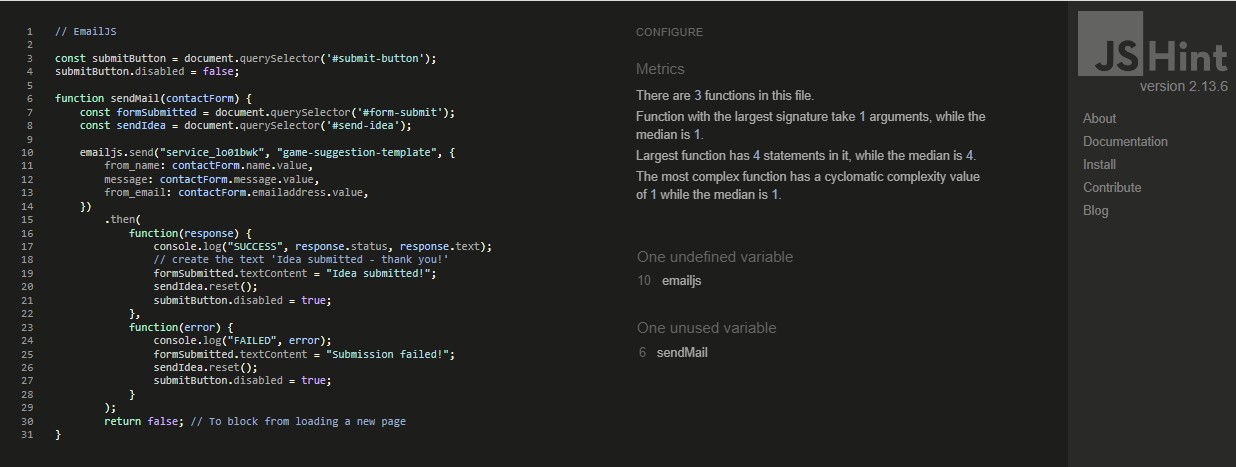 1 // EmailJS
2
3 const submitButton = document.querySelector('#submit-button');
4 submitButton.disabled = false;
5
6 function sendMail(contactForm) {
7 const formSubmitted = document.querySelector('#form-submit');
8 const sendIdea = document.querySelector('#send-idea');
9
10 emailjs.send("service_lo01bwk", "game-suggestion-template", {
11 from_name: contactForm.name.value,
12 message: contactForm.message.value,
13 from_email: contactForm.emailaddress.value,
14 })
15 .then(
16 function(response) {
17 console.log("SUCCESS", response.status, response.text);
18 // create the text 'Idea submitted - thank you!'
19 formSubmitted.textContent = "Idea submitted!";
20 sendIdea.reset();
21 submitButton.disabled = true;
22 },
23 function(error) {
24 console.log("FAILED", error);
25 formSubmitted.textContent = "Submission failed!";
26 sendIdea.reset();
27 submitButton.disabled = true;
28 }
29 );
30 return false; // To block from loading a new page
31 }
CONFIGURE
Metrics
There are 3 functions in this file.
Function with the largest signature take 1 arguments, while the
median is 1.
Largest function has 4 statements in it, while the median is 4.
The most complex function has a cyclomatic complexity value
of 1 while the median is 1.
One undefined variable
10 emailjs
One unused variable
6 sendMail
JSHint
version 2.13.6
About
Documentation
Install
Contribute
Blog